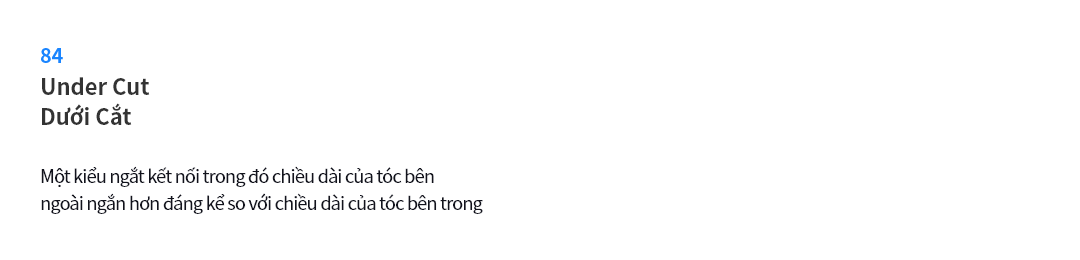 84
Under Cut
Dưới Cắt
Một kiểu ngắt kết nối trong đó chiều dài của tóc bên
ngoài ngắn hơn đáng kể so với chiều dài của tóc bên trong